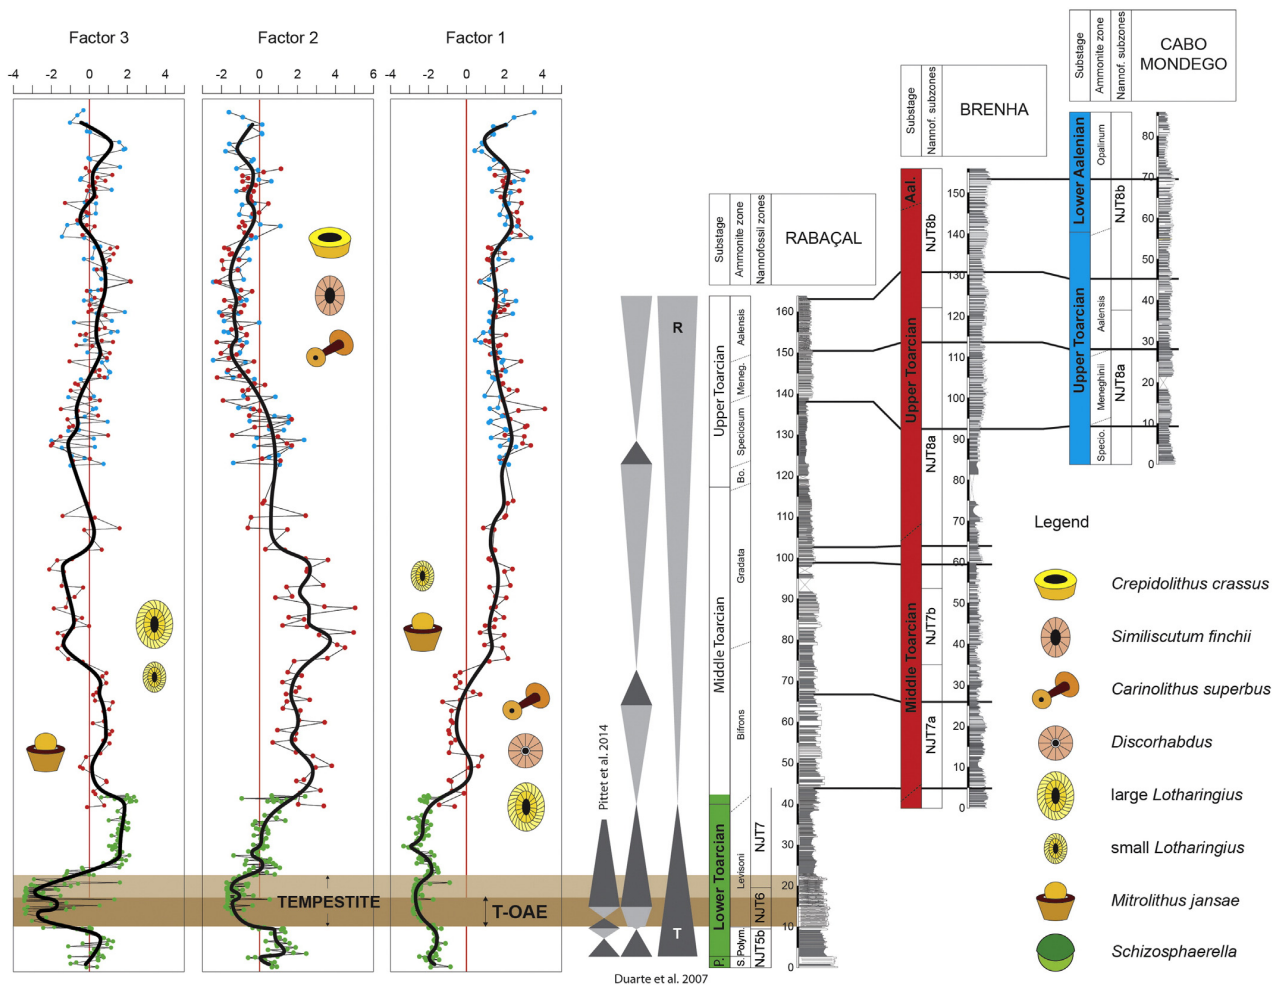 Factor 3
Factor 2
Factor 1
-4 -2 0 2 4
-4 -2 0 2 4 6
-4 -2 0 2 4
TEMPESTITE
T-OAE
Pittet et al. 2014
Duarte et al. 2007
R
T
Substage
Ammonite zone
Nannofossil zones
RABAÇAL
Upper Toarcian
Middle Toarcian
Lower Toarcian
P.
Aalensis
Meneg.
Speciosum
Bo.
Gradata
Bifrons
Levisoni
Polym.
S.
NJT7
NJT6
NJT5b
160
150
140
130
120
110
100
90
80
70
60
50
40
30
20
10
0
Substage
Nannof. subzones
BRENHA
Aal.
Upper Toarcian
Middle Toarcian
NJT8b
NJT8a
NJT7b
NJT7a
150
140
130
120
110
100
90
80
70
60
50
40
30
20
10
0
Substage
Ammonite zone
Nannof. subzones
CABO
MONDEGO
Lower Aalenian
Upper Toarcian
Opalinum
Aalensis
Meneghinii
Specio.
NJT8b
NJT8a
80
70
60
50
40
30
20
10
0
Legend
Crepidolithus crassus
Similiscutum finchii
Carinolithus superbus
Discorhabdus
large Lotharingius
small Lotharingius
Mitrolithus jansae
Schizosphaerella